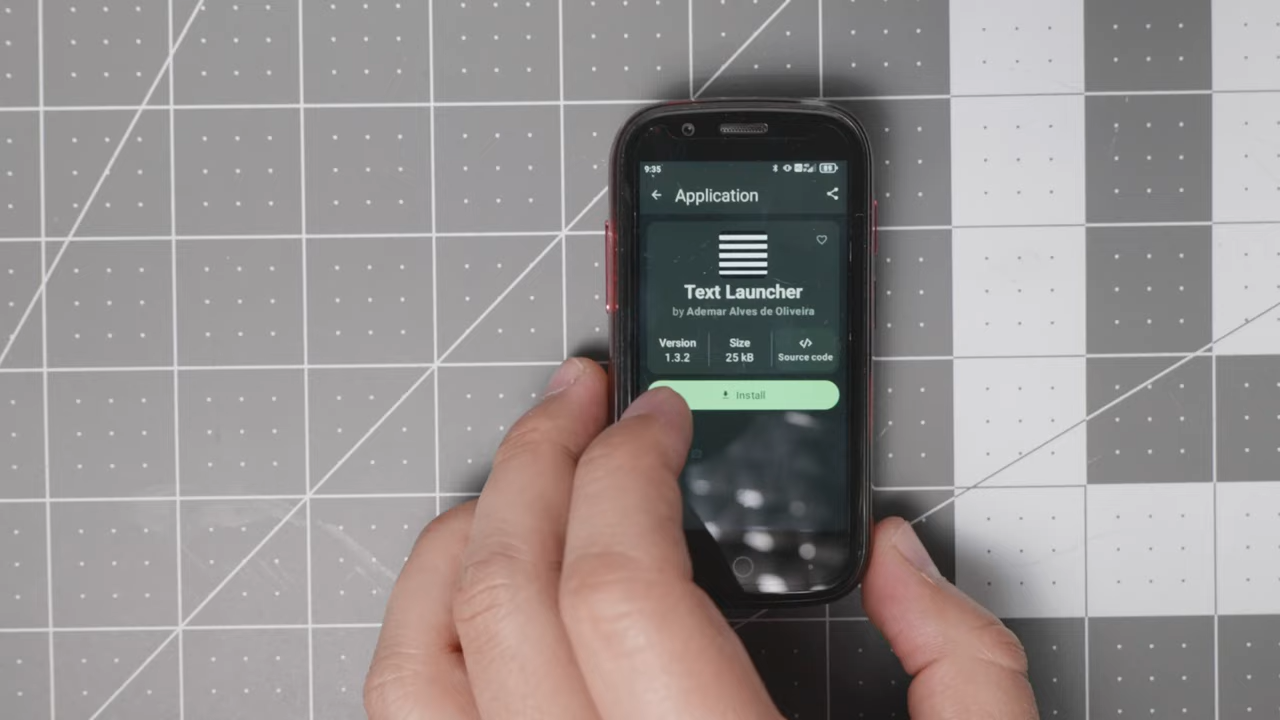 9:35
Application
Text Launcher
by Ademar Alves de Oliveira
Version
1.3.2
Size
25 kB
Source code
Install